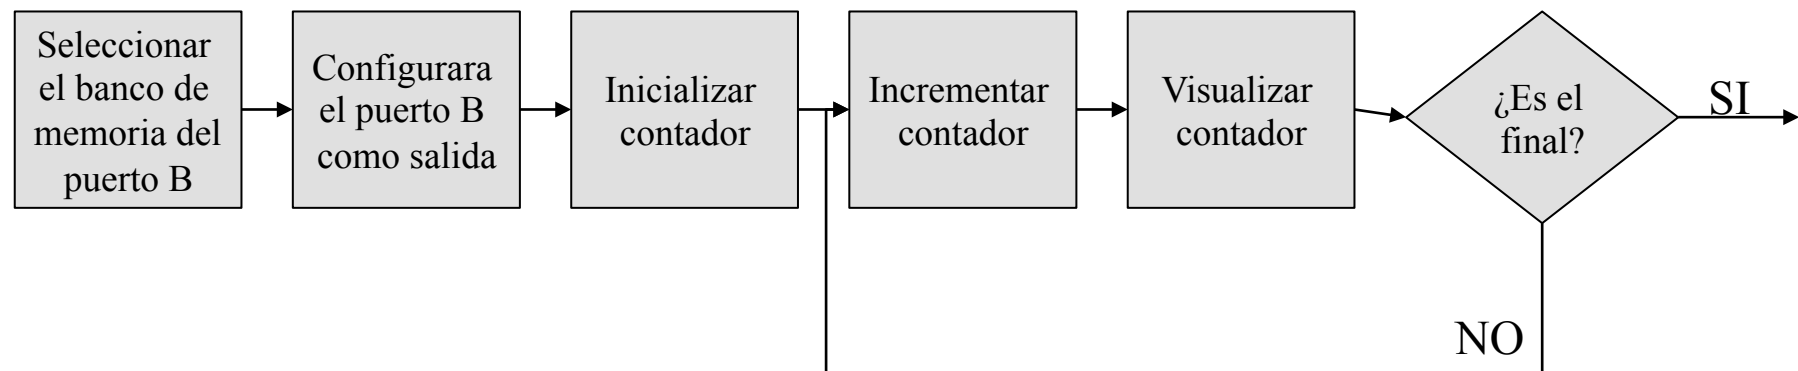 Seleccionar
el banco de
memoria del
puerto B
Configurara
el puerto B
como salida
Inicializar
contador
Incrementar
contador
Visualizar
contador
¿Es el
final?
SI
NO